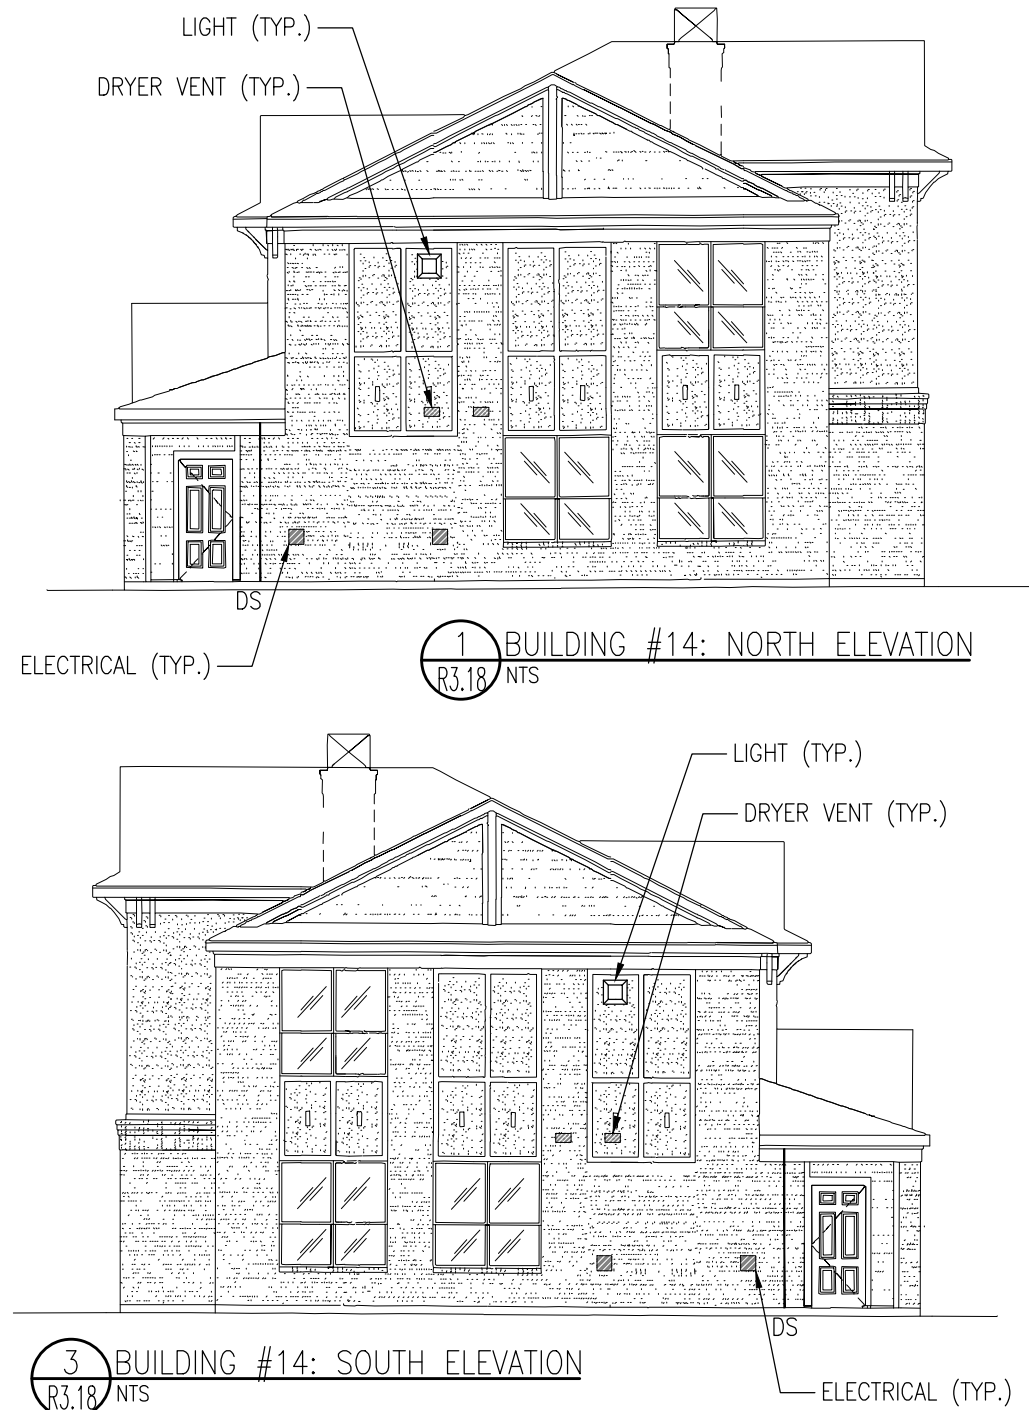 LIGHT (TYP.)
DRYER VENT (TYP.)
DS
ELECTRICAL (TYP.)
1
R3.18
BUILDING #14: NORTH ELEVATION
NTS
LIGHT (TYP.)
DRYER VENT (TYP.)
DS
3
R3.18
BUILDING #14: SOUTH ELEVATION
NTS
ELECTRICAL (TYP.)